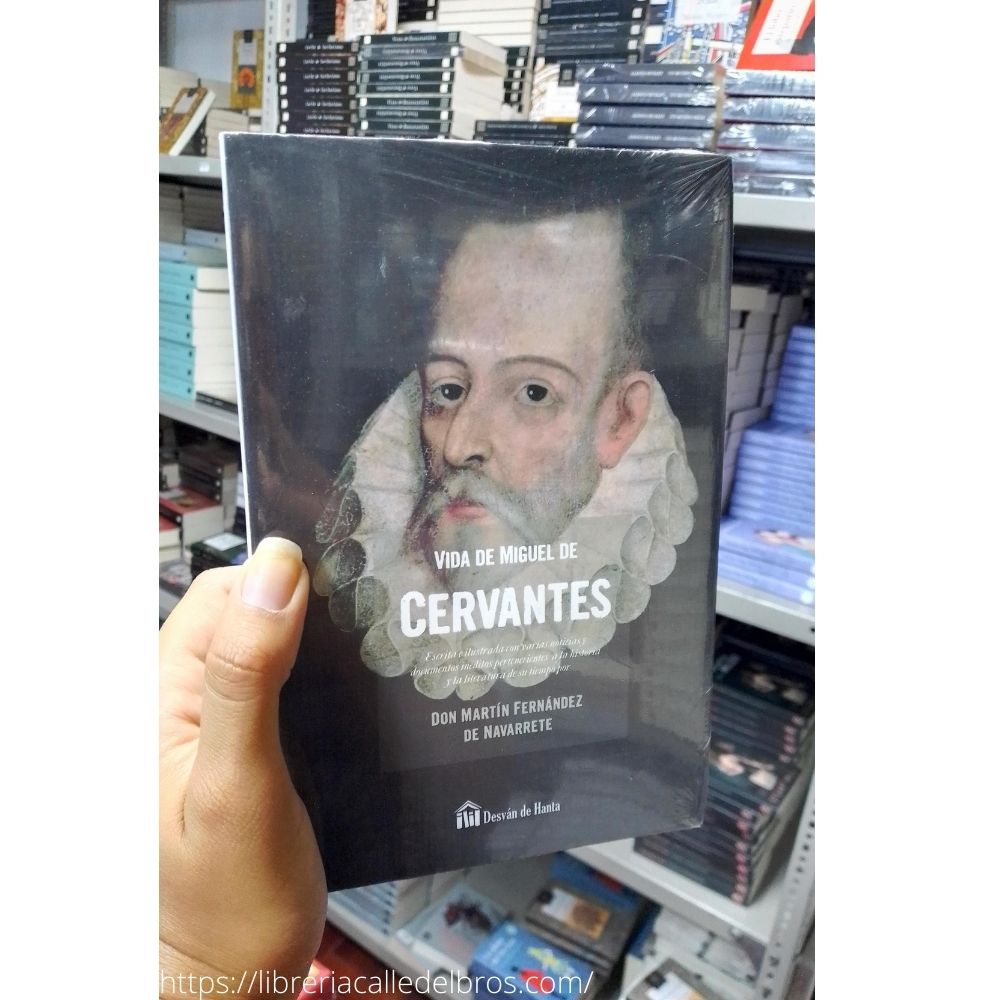 VIDA DE MIGUEL DE
CERVANTES
Escrita e ilustrada con varias noticias y
documentos inéditos pertenecientes a la historia
y la literatura de su tiempo por
DON MARTÍN FERNÁNDEZ
DE NAVARRETE
Desván de Hanta
https://libreriacalledelbros.com/